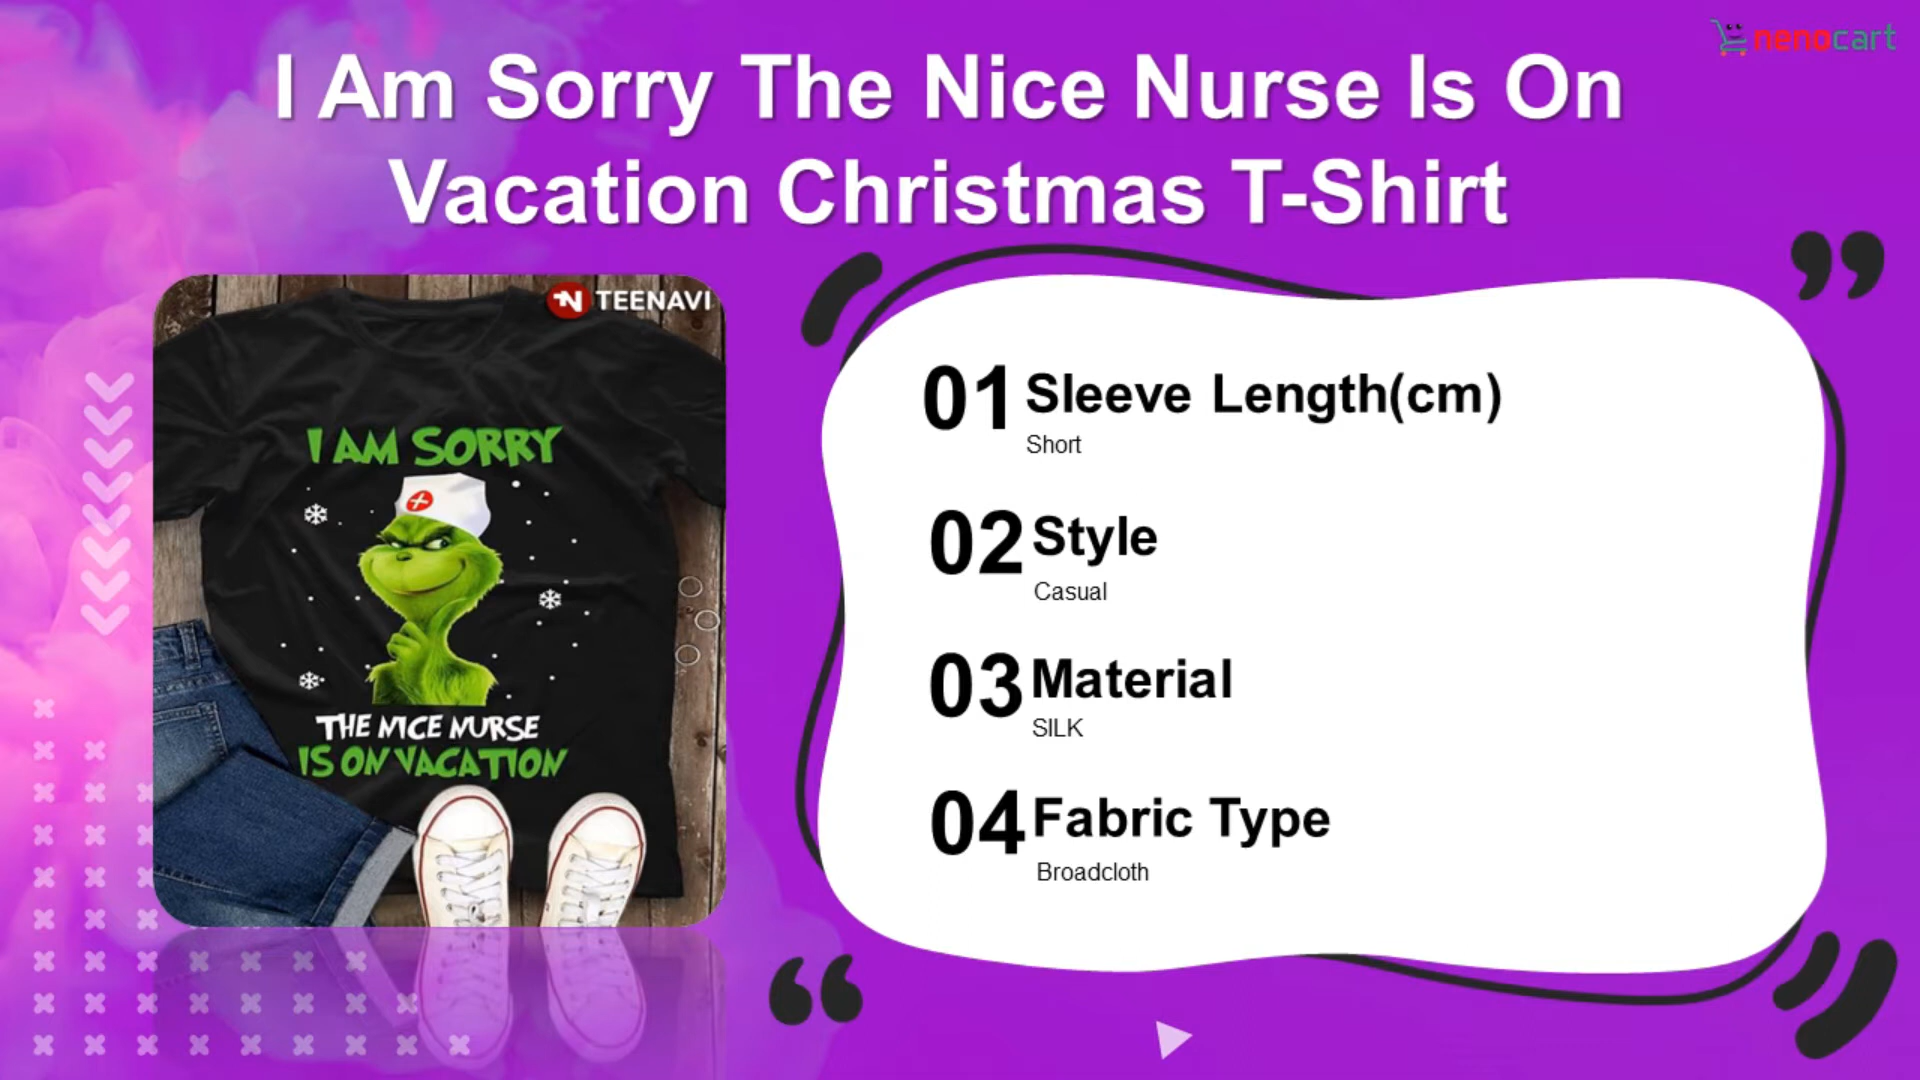 nenocart
I Am Sorry The Nice Nurse Is On
Vacation Christmas T-Shirt
TEENAVI
I AM SORRY
THE NICE NURSE
IS ON VACATION
01 Sleeve Length(cm)
Short
02 Style
Casual
03 Material
SILK
04 Fabric Type
Broadcloth